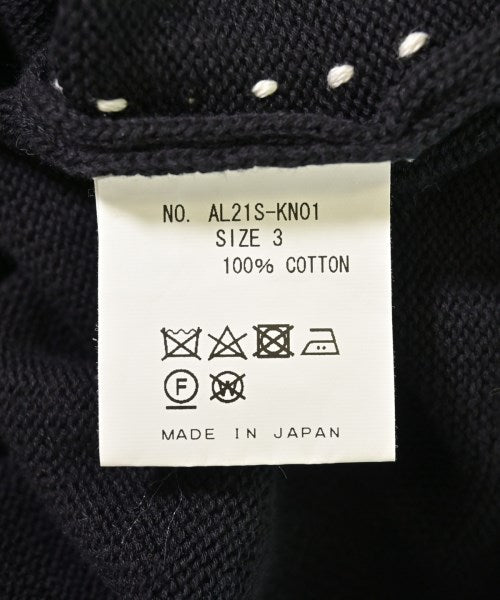 NO. AL21S-KN01
SIZE 3
100% COTTON
F
W
MADE IN JAPAN